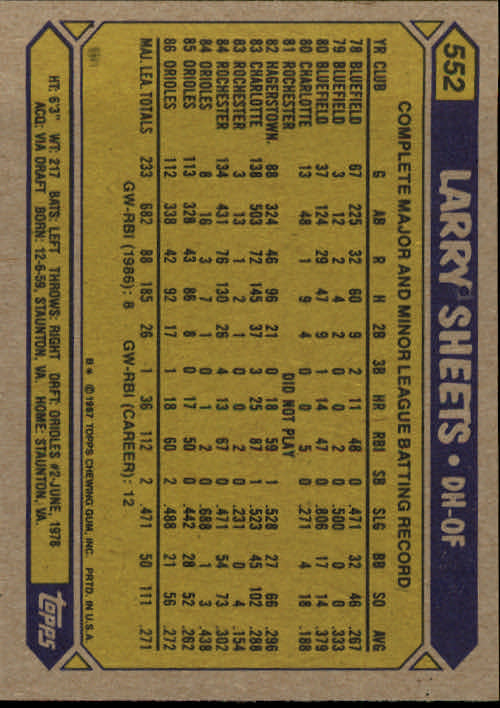 552
LARRY SHEETS • DH-OF
COMPLETE MAJOR AND MINOR LEAGUE BATTING RECORD
YR CLUB G AB R H 2B 3B HR RBI SB SLG BB SO AVG
78 BLUEFIELD 67 225 32 60 9 2 11 48 0 .471 32 46 .267
79 BLUEFIELD 3 12 2 4 2 0 0 2 0 .500 0 0 .333
80 BLUEFIELD 37 124 29 47 9 1 14 47 0 .806 17 14 .379
80 CHARLOTTE 13 48 1 9 4 0 0 5 0 .271 4 18 .188
81 ROCHESTER DID NOT PLAY
82 HAGERSTOWN 88 324 46 96 21 0 18 59 1 .528 27 66 .296
83 CHARLOTTE 138 503 72 145 37 3 25 87 1 .523 45 102 .288
83 ROCHESTER 3 13 1 2 1 0 0 2 0 .231 0 4 .154
84 ROCHESTER 134 431 76 130 26 4 13 67 0 .471 54 73 .302
84 ORIOLES 8 16 3 7 1 0 1 2 0 .688 1 3 .438
85 ORIOLES 113 328 43 86 8 0 17 50 0 .442 28 52 .262
86 ORIOLES 112 338 42 92 17 1 18 60 2 .488 21 56 .272
MAJ. LEA. TOTALS 233 682 88 185 26 1 36 112 2 .471 50 111 .271
GW-RBI (1986): 8 GW-RBI (CAREER): 12
B* © 1987 TOPPS CHEWING GUM, INC. PRTD. IN U.S.A.
HT: 6'3" WT: 217 BATS: LEFT THROWS: RIGHT DRFT: ORIOLES #2-JUNE, 1978
ACQ: VIA DRAFT BORN: 12-6-59, STAUNTON, VA. HOME: STAUNTON, VA.
topps